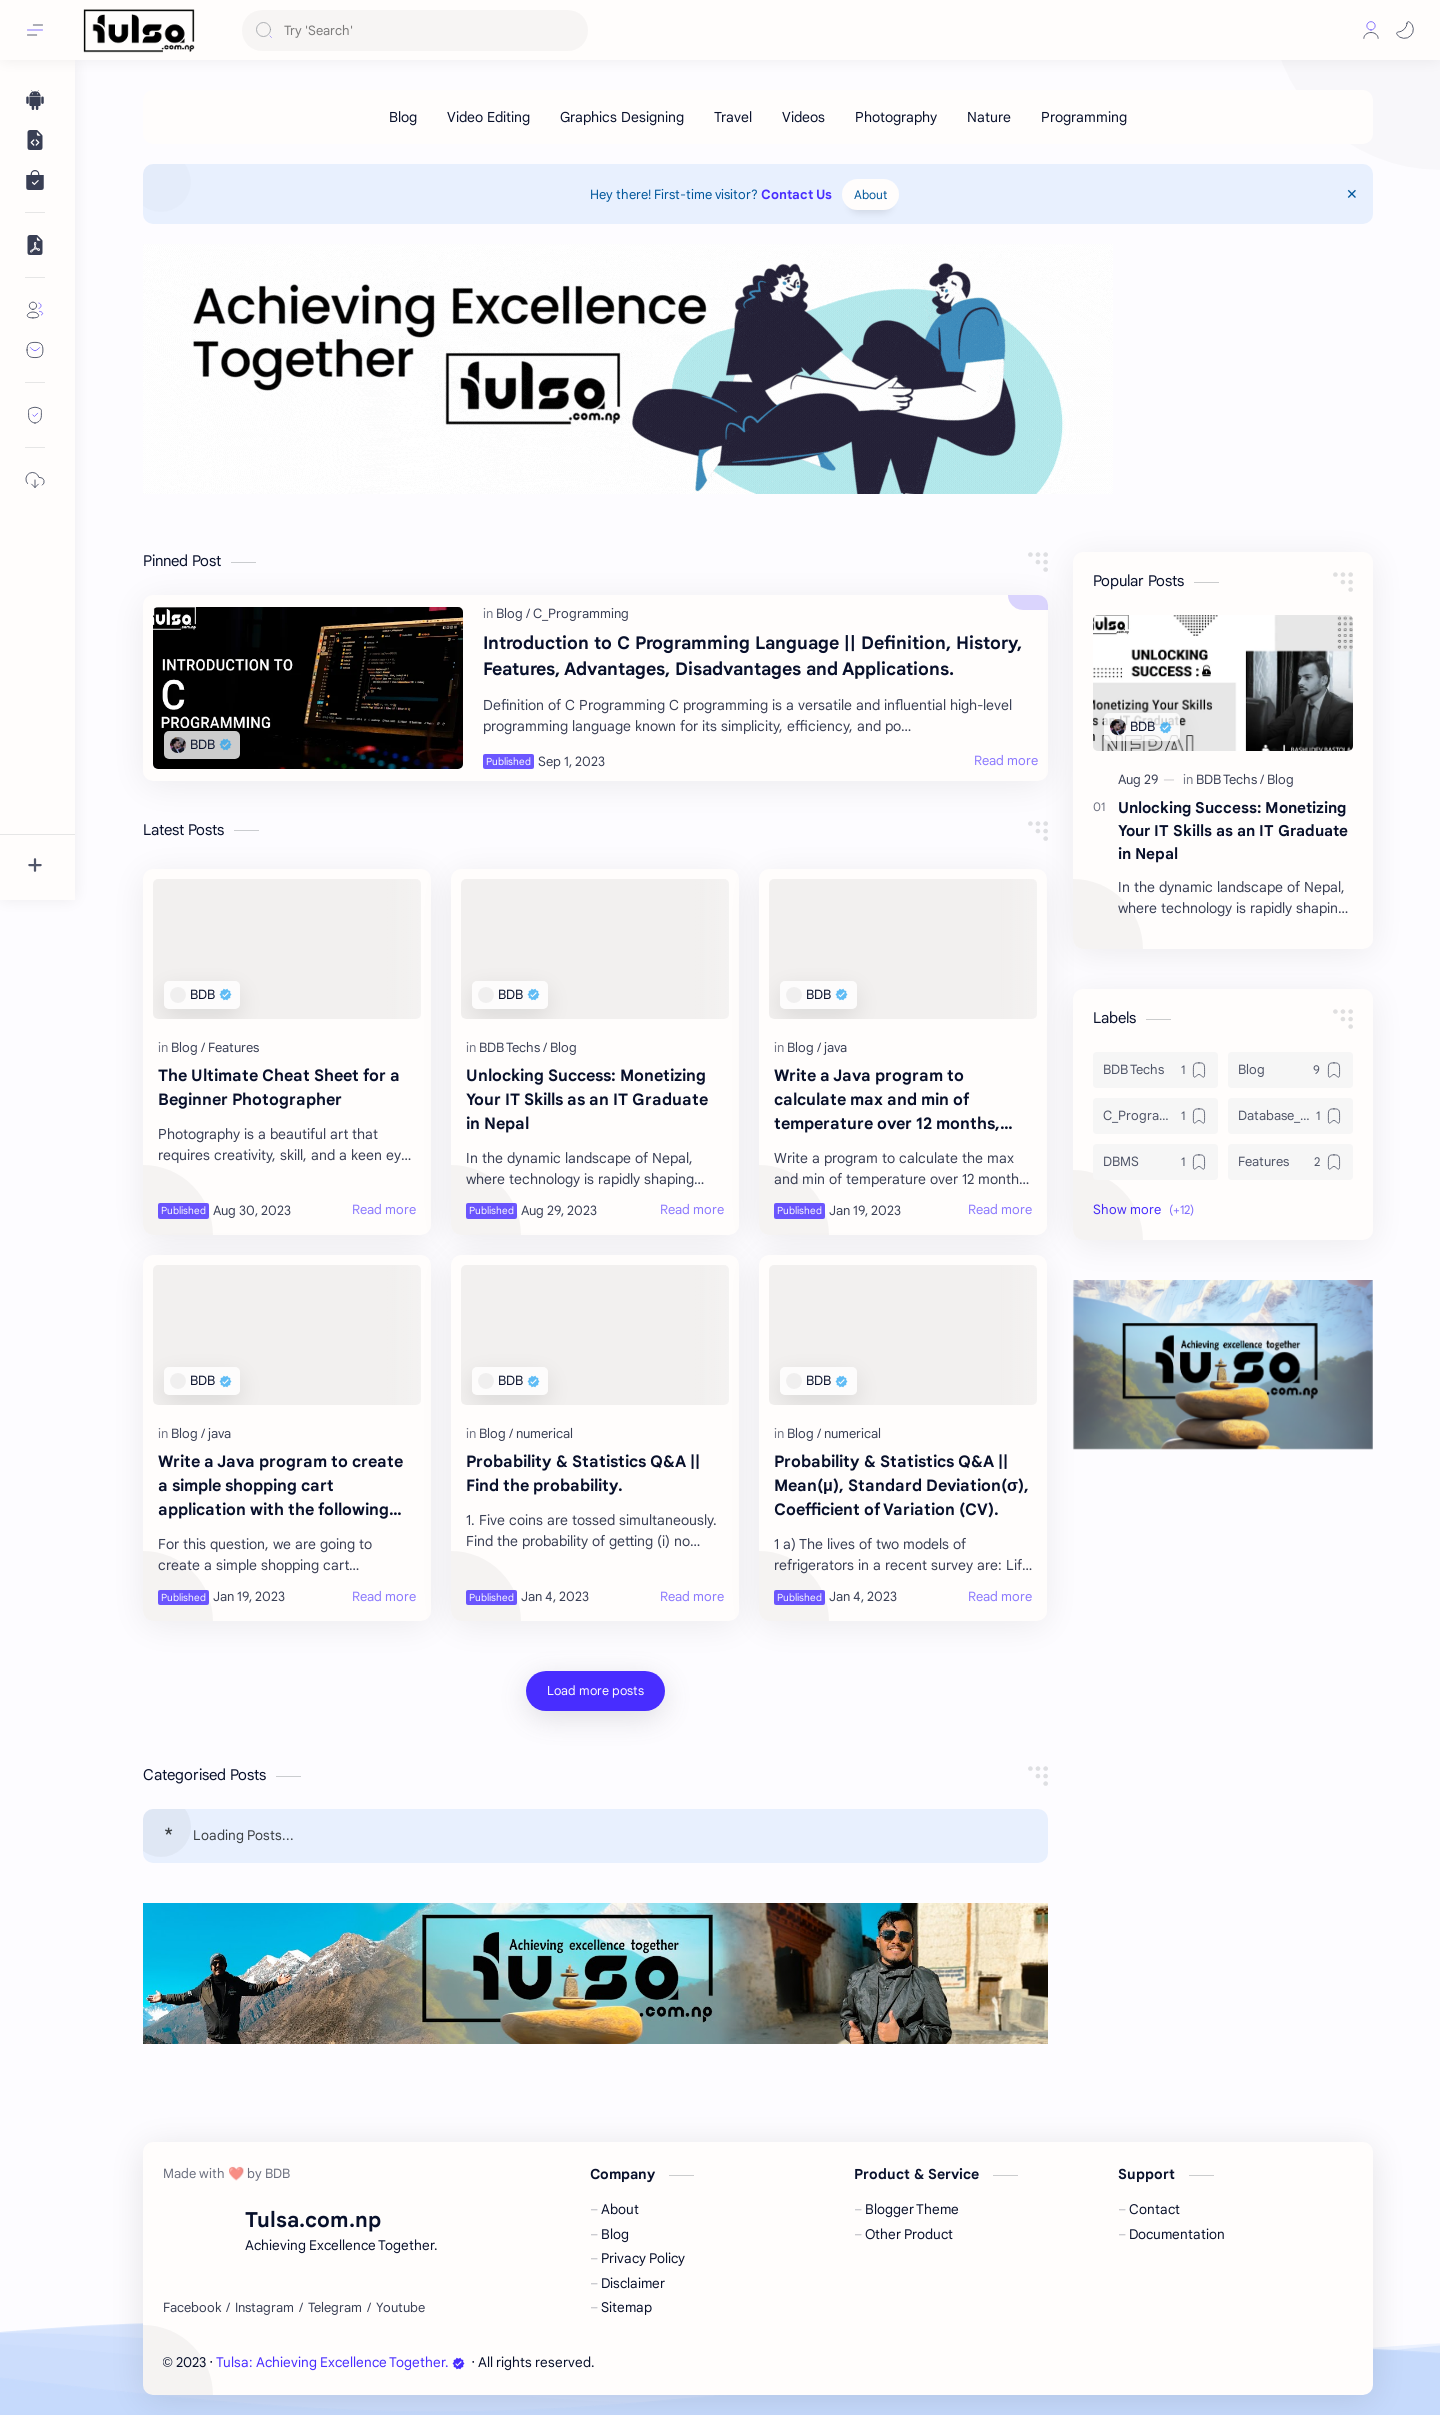 tulsa
.com.np
Try 'Search'
Blog Video Editing Graphics Designing Travel Videos Photography Nature Programming
Hey there! First-time visitor? Contact Us About
Achieving Excellence
Together
tulsa
.com.np
Pinned Post
tulsa
INTRODUCTION TO
C
PROGRAMMING
BDB
in Blog / C_Programming
Introduction to C Programming Language || Definition, History,
Features, Advantages, Disadvantages and Applications.
Definition of C Programming C programming is a versatile and influential high-level
programming language known for its simplicity, efficiency, and po...
Published Sep 1, 2023 Read more
Popular Posts
tulsa
UNLOCKING
SUCCESS :
Monetizing Your Skills
s an IT Graduate
NEPAL
BDB
Aug 29 in BDB Techs / Blog
01
Unlocking Success: Monetizing
Your IT Skills as an IT Graduate
in Nepal
In the dynamic landscape of Nepal,
where technology is rapidly shapin...
Labels
BDB Techs 1 Blog 9
C_Progra... 1 Database_... 1
DBMS 1 Features 2
Show more (+12)
Achieving excellence together
tulsa
.com.np
Latest Posts
BDB
in Blog / Features
The Ultimate Cheat Sheet for a
Beginner Photographer
Photography is a beautiful art that
requires creativity, skill, and a keen ey...
Published Aug 30, 2023 Read more
BDB
in BDB Techs / Blog
Unlocking Success: Monetizing
Your IT Skills as an IT Graduate
in Nepal
In the dynamic landscape of Nepal,
where technology is rapidly shaping...
Published Aug 29, 2023 Read more
BDB
in Blog / java
Write a Java program to
calculate max and min of
temperature over 12 months,...
Write a program to calculate the max
and min of temperature over 12 month...
Published Jan 19, 2023 Read more
BDB
in Blog / java
Write a Java program to create
a simple shopping cart
application with the following...
For this question, we are going to
create a simple shopping cart...
Published Jan 19, 2023 Read more
BDB
in Blog / numerical
Probability & Statistics Q&A ||
Find the probability.
1. Five coins are tossed simultaneously.
Find the probability of getting (i) no...
Published Jan 4, 2023 Read more
BDB
in Blog / numerical
Probability & Statistics Q&A ||
Mean(μ), Standard Deviation(σ),
Coefficient of Variation (CV).
1 a) The lives of two models of
refrigerators in a recent survey are: Lif...
Published Jan 4, 2023 Read more
Load more posts
Categorised Posts
* Loading Posts...
Achieving excellence together
tulsa
.com.np
Made with ❤️ by BDB
Tulsa.com.np
Achieving Excellence Together.
Facebook / Instagram / Telegram / Youtube
Company
– About
– Blog
– Privacy Policy
– Disclaimer
– Sitemap
Product & Service
– Blogger Theme
– Other Product
Support
– Contact
– Documentation
© 2023 · Tulsa: Achieving Excellence Together. · All rights reserved.